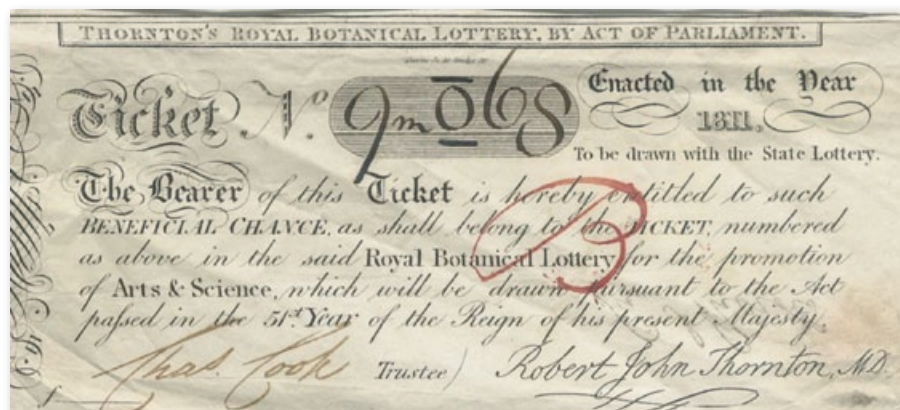 THORNTON'S ROYAL BOTANICAL LOTTERY, BY ACT OF PARLIAMENT.
Enacted in the Year
Ticket No. 9m068
1811.
To be drawn with the State Lottery.
The Bearer of this Ticket is hereby entitled to such
BENEFICIAL CHANCE, as shall belong to the TICKET, numbered
as above in the said Royal Botanical Lottery for the promotion
of Arts & Science, which will be drawn pursuant to the Act
passed in the 51st Year of the Reign of his present Majesty.
Thas. Cook Trustee) Robert John Thornton, MD.
B